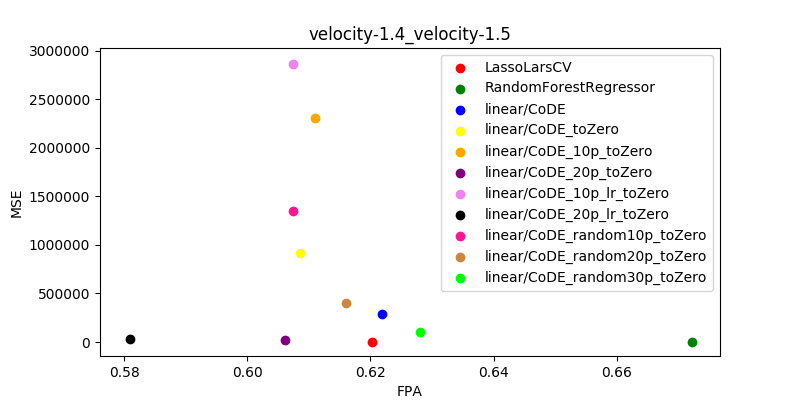 velocity-1.4_velocity-1.5
MSE
3000000
2500000
2000000
1500000
1000000
500000
0
LassoLarsCV
RandomForestRegressor
linear/CoDE
linear/CoDE_toZero
linear/CoDE_10p_toZero
linear/CoDE_20p_toZero
linear/CoDE_10p_lr_toZero
linear/CoDE_20p_lr_toZero
linear/CoDE_random10p_toZero
linear/CoDE_random20p_toZero
linear/CoDE_random30p_toZero
0.58 0.60 0.62 0.64 0.66
FPA